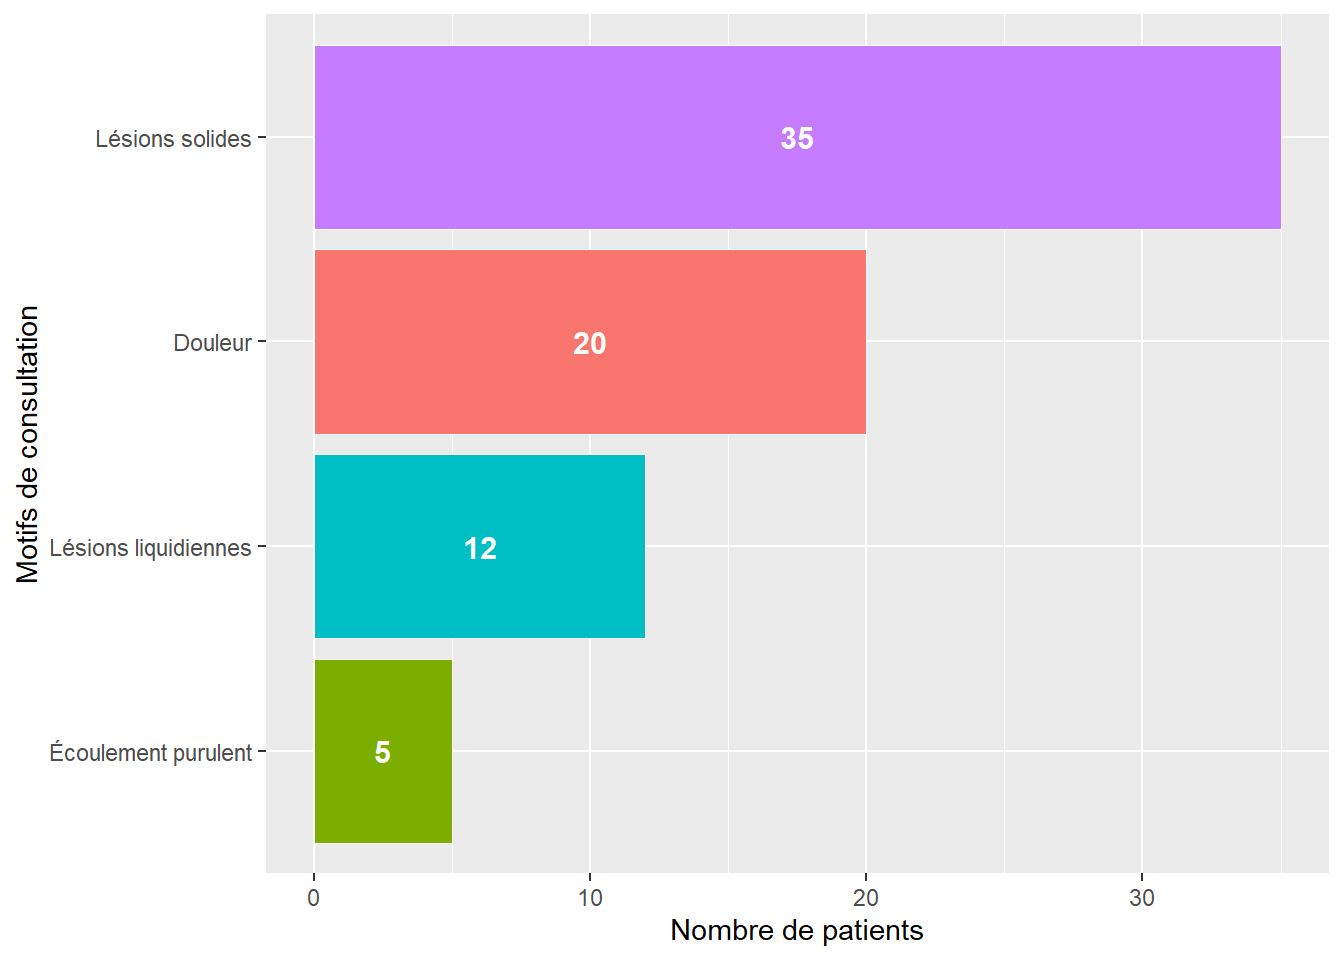 Motifs de consultation
Lésions solides
35
Douleur
20
Lésions liquidiennes
12
Écoulement purulent
5
0 10 20 30
Nombre de patients